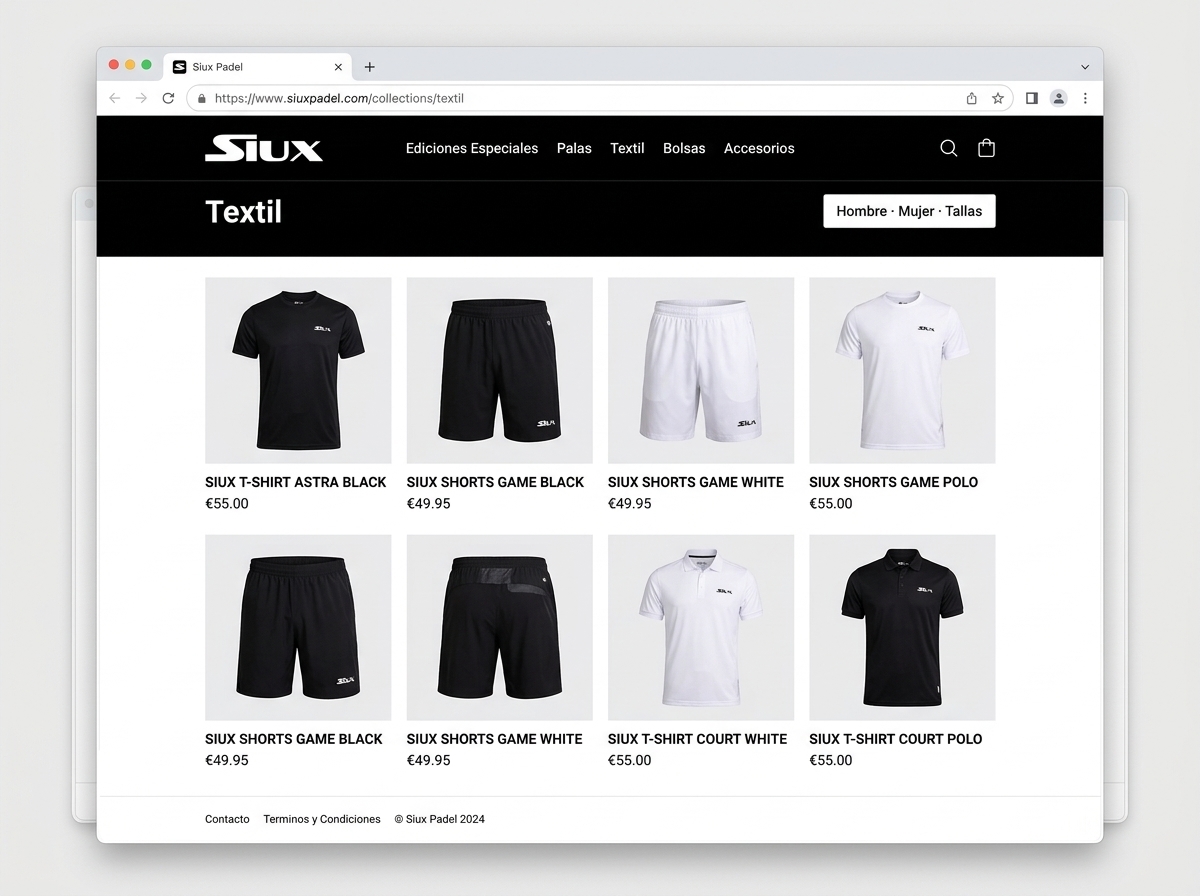 Siux Padel
https://www.siuxpadel.com/collections/textil
Siux
Ediciones Especiales Palas Textil Bolsas Accesorios
Textil
Hombre · Mujer · Tallas
SIUX T-SHIRT ASTRA BLACK
€55.00
SIUX SHORTS GAME BLACK
€49.95
SIUX SHORTS GAME WHITE
€49.95
SIUX SHORTS GAME POLO
€55.00
SIUX SHORTS GAME BLACK
€49.95
SIUX SHORTS GAME WHITE
€49.95
SIUX T-SHIRT COURT WHITE
€55.00
SIUX T-SHIRT COURT POLO
€55.00
Contacto Terminos y Condiciones © Siux Padel 2024